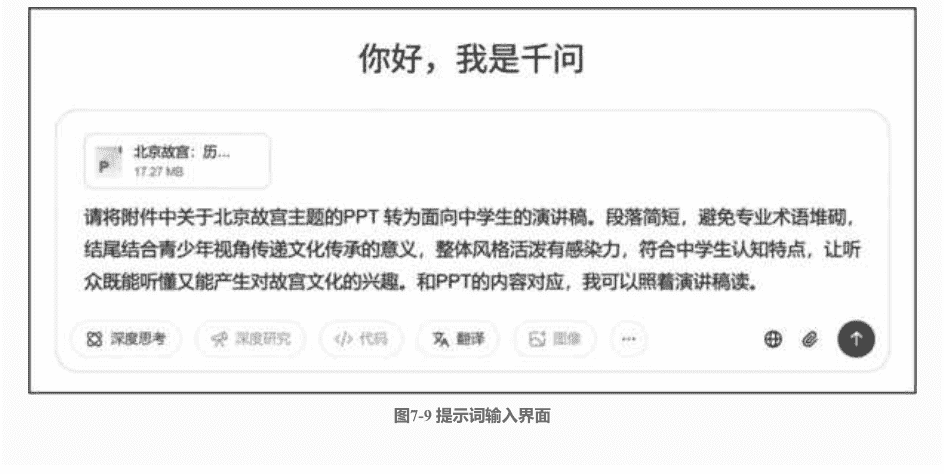 你好，我是千问
北京故宫：历...
17.27 MB
请将附件中关于北京故宫主题的PPT 转为面向中学生的演讲稿。段落简短，避免专业术语堆砌，
结尾结合青少年视角传递文化传承的意义，整体风格活泼有感染力，符合中学生认知特点，让听
众既能听懂又能产生对故宫文化的兴趣。和PPT的内容对应，我可以照着演讲稿读。
深度思考 深度研究 </> 代码 翻译 图像 ...
图7-9 提示词输入界面